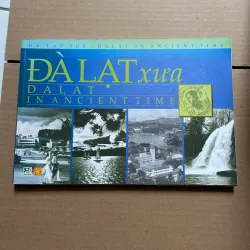 ĐÀ LẠT XƯA - DALAT IN ANCIENT TIME
ĐÀ LẠT xưa
DALAT
IN ANCIENT TIME